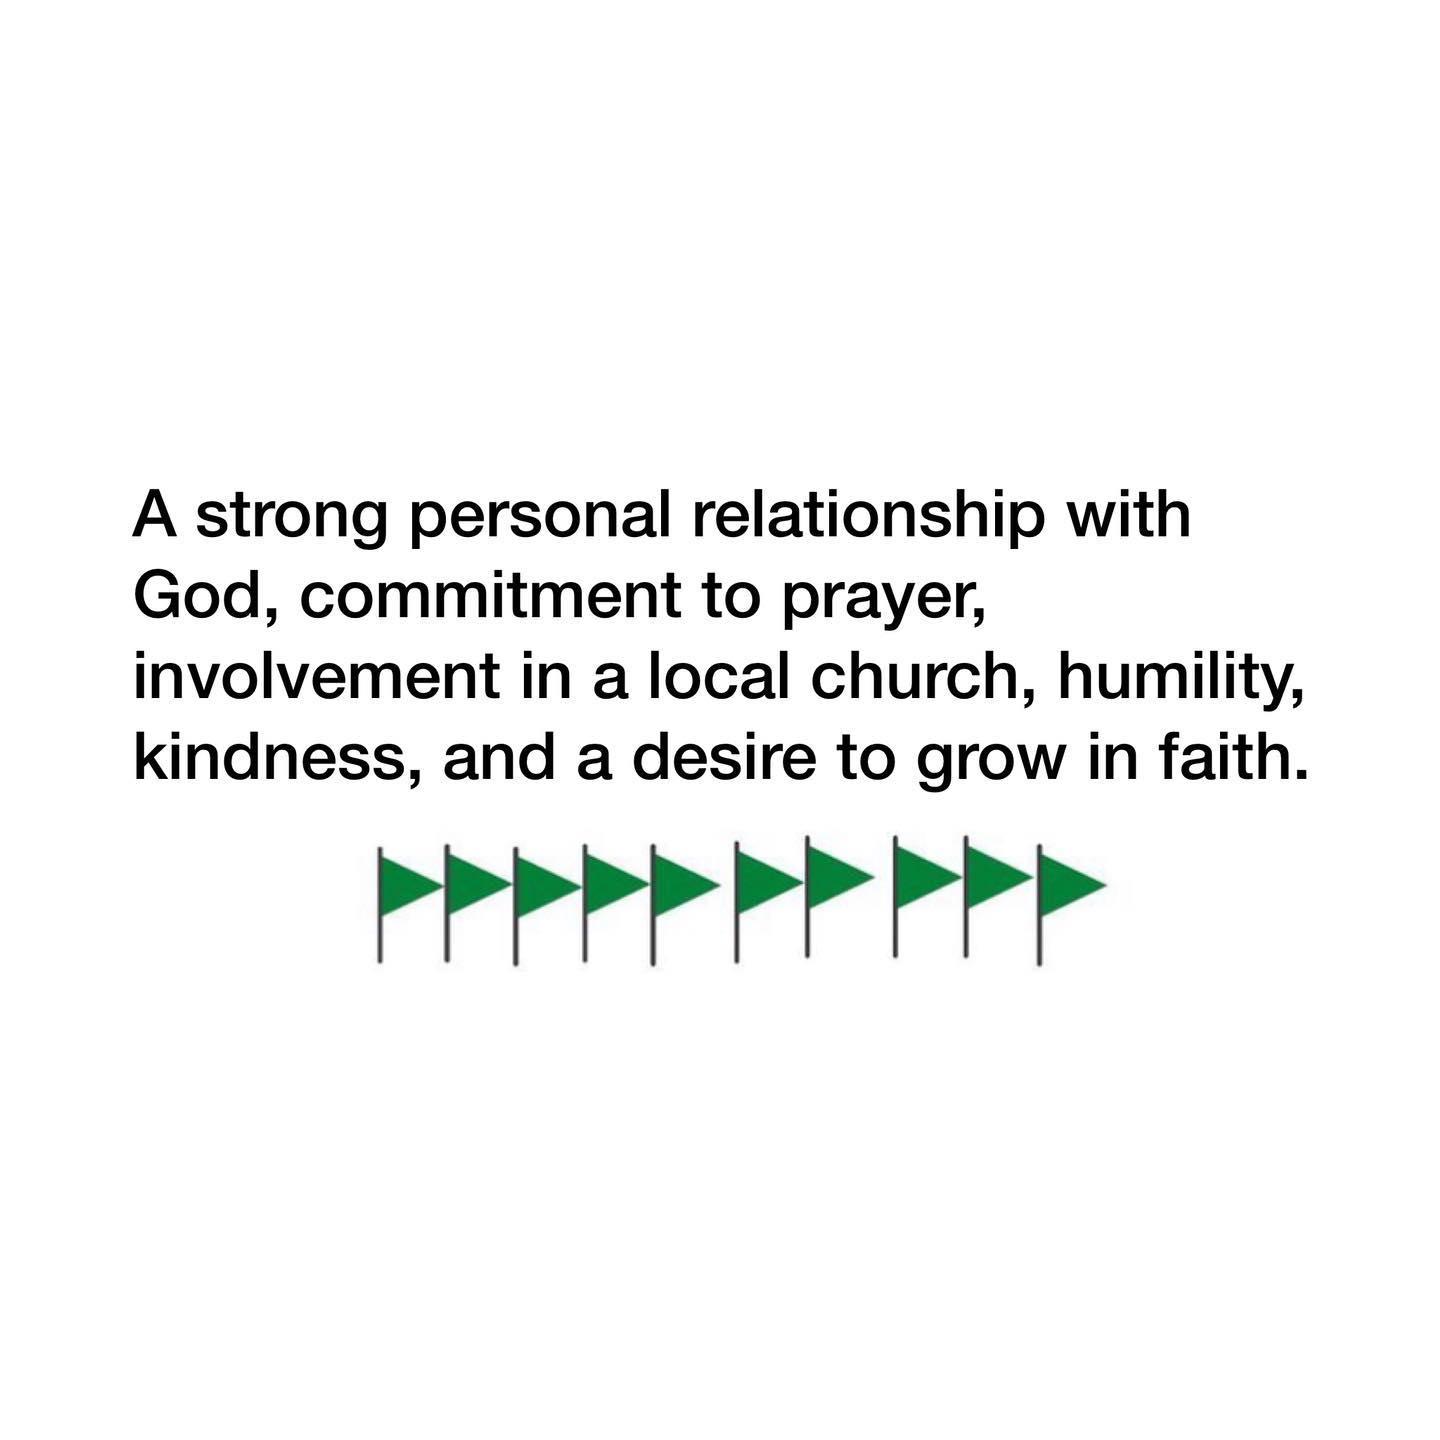 A strong personal relationship with
God, commitment to prayer,
involvement in a local church, humility,
kindness, and a desire to grow in faith.